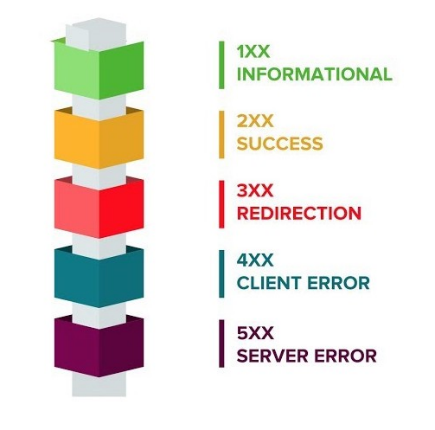 1XX
INFORMATIONAL
2XX
SUCCESS
3XX
REDIRECTION
4XX
CLIENT ERROR
5XX
SERVER ERROR